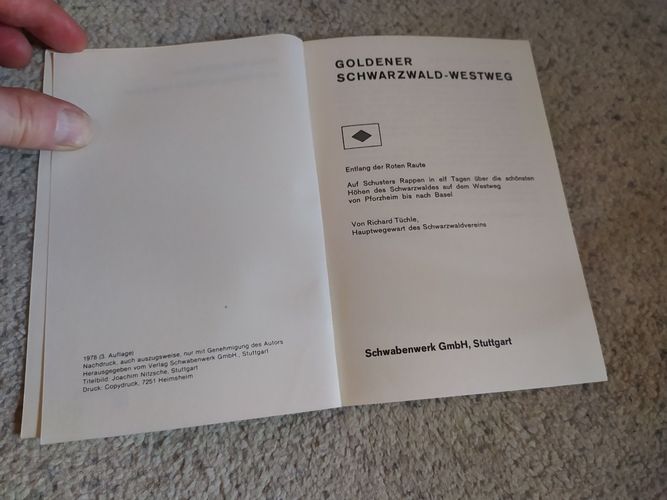 1978 (3. Auflage)
Nachdruck, auch auszugsweise, nur mit Genehmigung des Autors
Herausgegeben vom Verlag Schwabenwerk GmbH., Stuttgart
Titelbild: Joachim Nitzsche, Stuttgart
Druck: Copydruck, 7251 Heimsheim
GOLDENER
SCHWARZWALD-WESTWEG
Entlang der Roten Raute
Auf Schusters Rappen in elf Tagen über die schönsten
Höhen des Schwarzwaldes auf dem Westweg
von Pforzheim bis nach Basel
Von Richard Tüchle,
Hauptwegewart des Schwarzwaldvereins
Schwabenwerk GmbH, Stuttgart